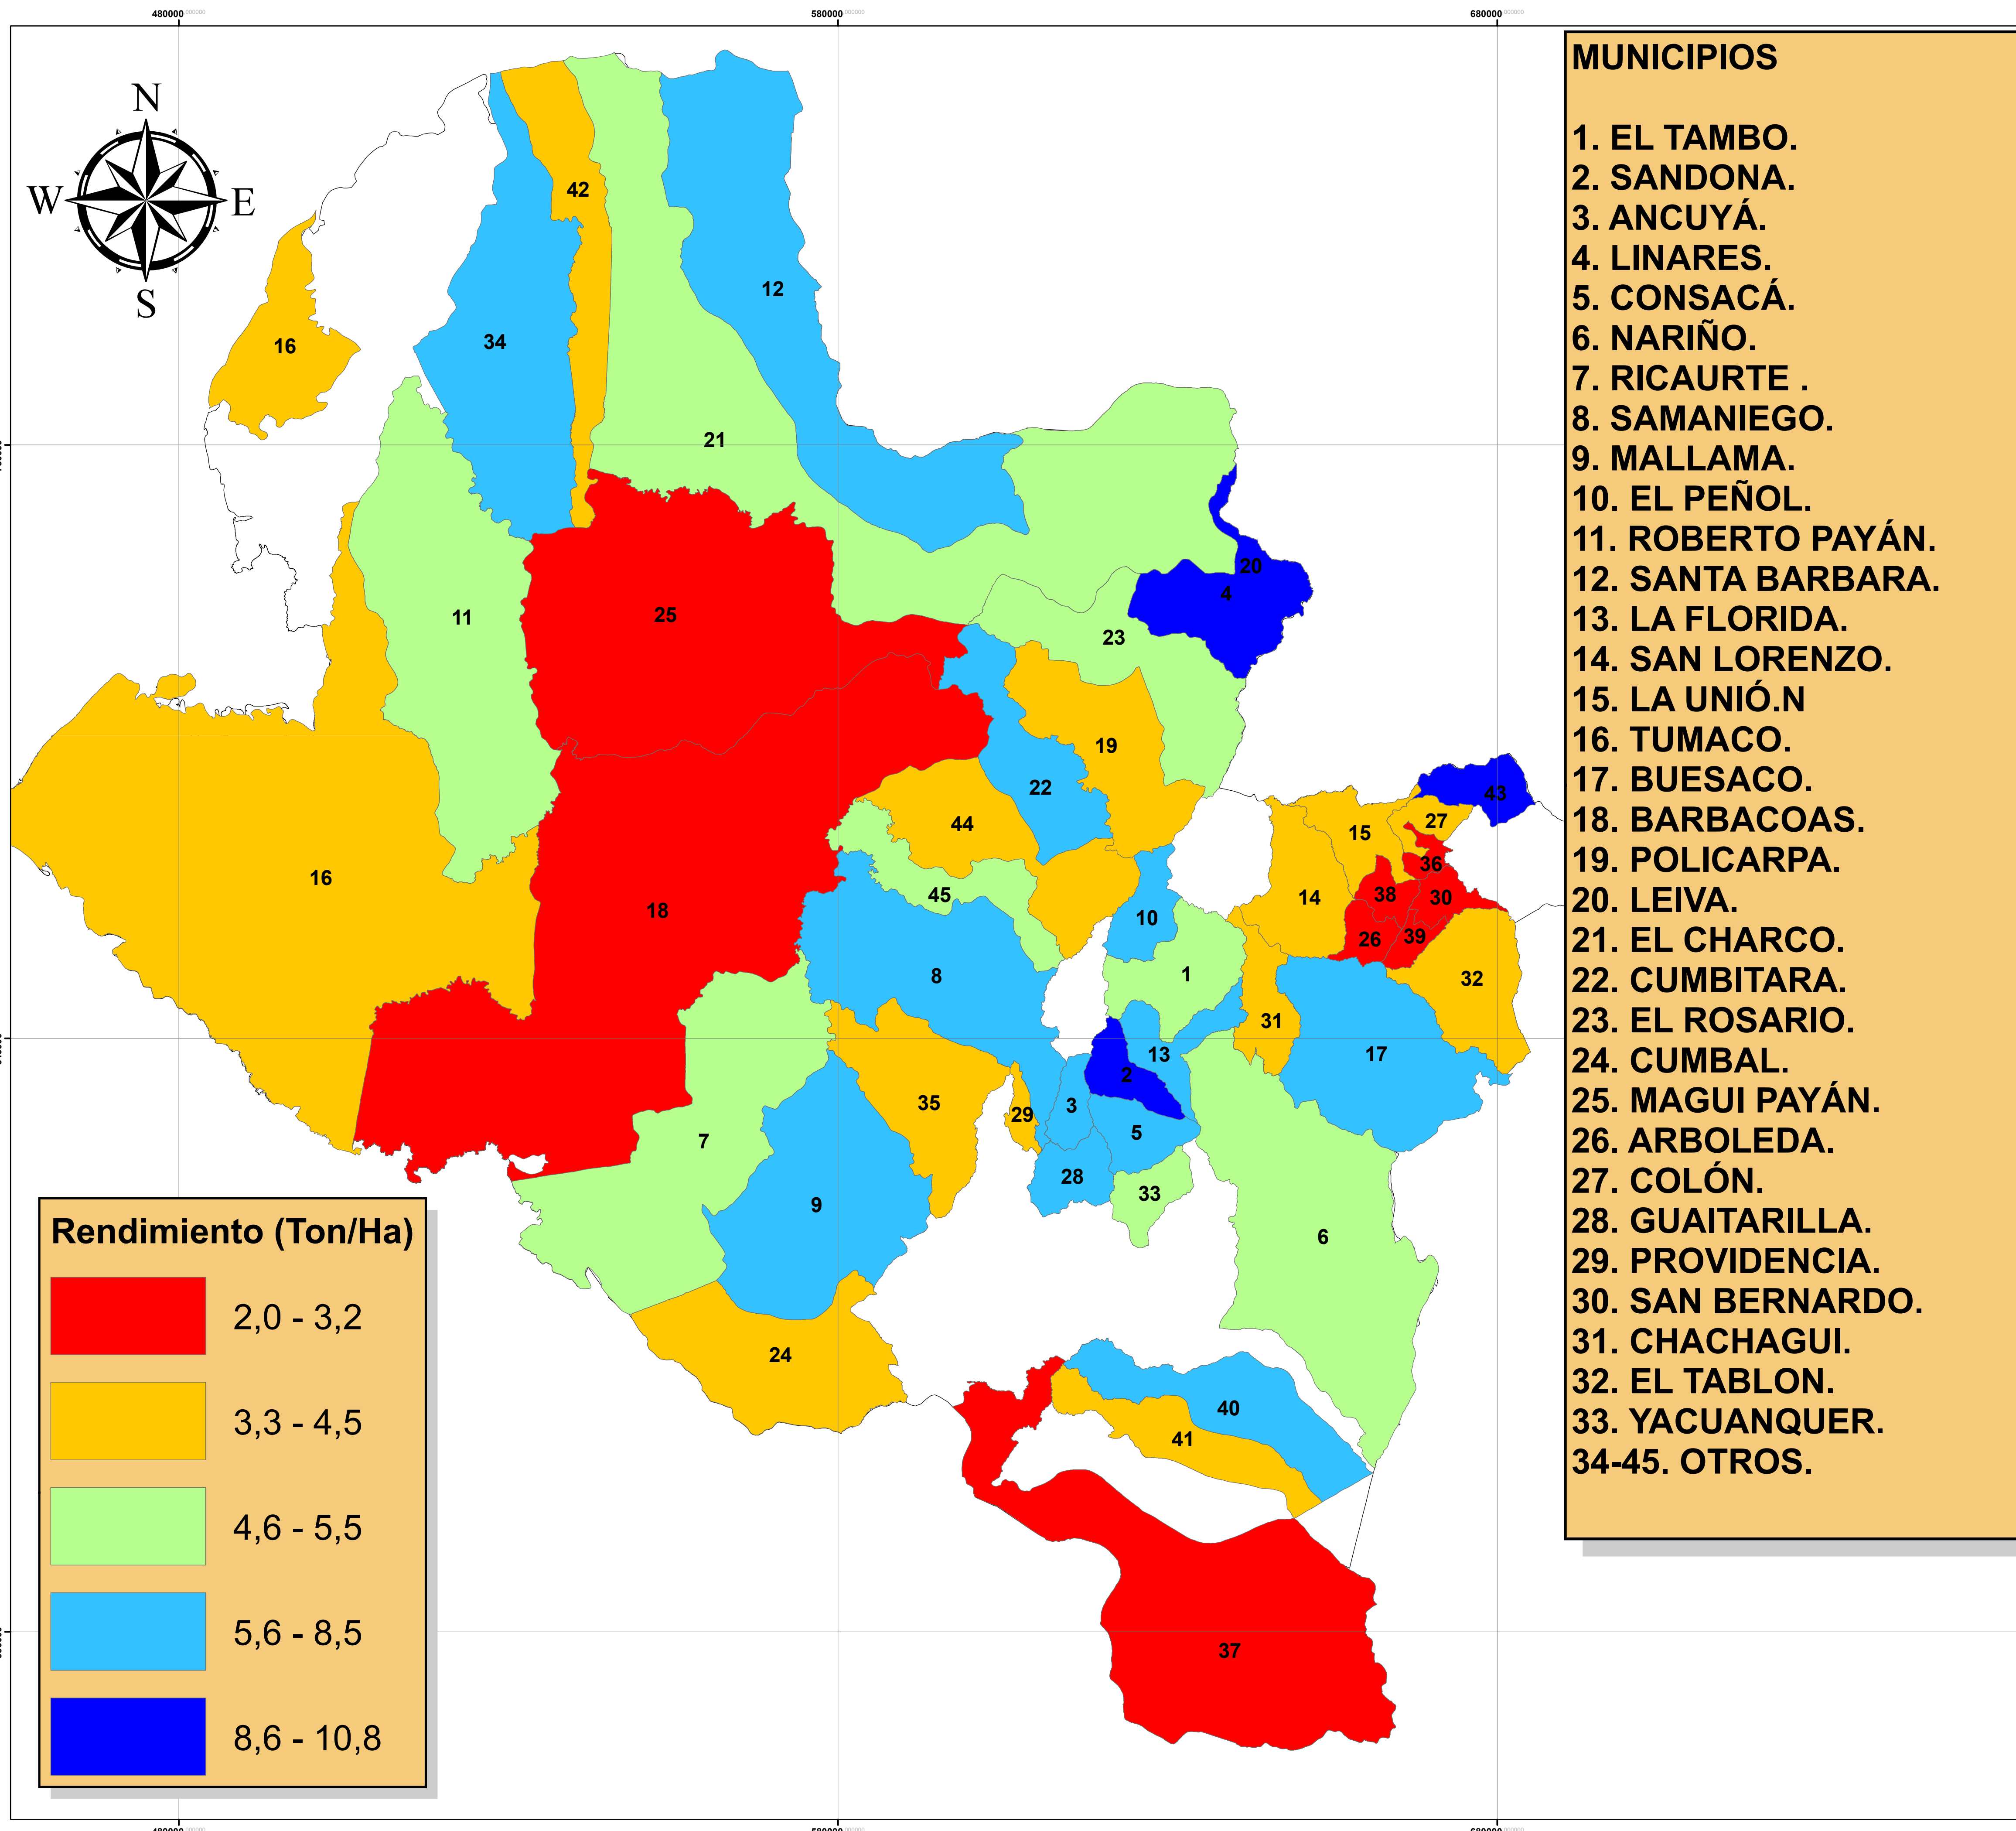 480000,000000
580000,000000
680000,000000
N
W
E
S
MUNICIPIOS
1. EL TAMBO.
2. SANDONA.
3. ANCUYÁ.
4. LINARES.
5. CONSACÁ.
6. NARIÑO.
7. RICAURTE .
8. SAMANIEGO.
9. MALLAMA.
10. EL PEÑOL.
11. ROBERTO PAYÁN.
12. SANTA BARBARA.
13. LA FLORIDA.
14. SAN LORENZO.
15. LA UNIÓ.N
16. TUMACO.
17. BUESACO.
18. BARBACOAS.
19. POLICARPA.
20. LEIVA.
21. EL CHARCO.
22. CUMBITARA.
23. EL ROSARIO.
24. CUMBAL.
25. MAGUI PAYÁN.
26. ARBOLEDA.
27. COLÓN.
28. GUAITARILLA.
29. PROVIDENCIA.
30. SAN BERNARDO.
31. CHACHAGUI.
32. EL TABLON.
33. YACUANQUER.
34-45. OTROS.
42
12
34
16
21
20
4
11
25
23
19
22
43
44
27
15
36
16
45
38
14
30
18
10
26
39
8
1
32
31
13
17
2
35
3
29
5
7
28
33
9
6
24
40
41
37
Rendimiento (Ton/Ha)
2,0 - 3,2
3,3 - 4,5
4,6 - 5,5
5,6 - 8,5
8,6 - 10,8